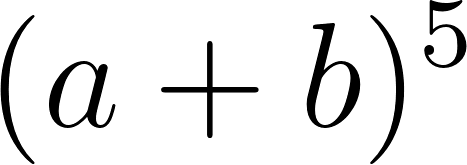 (a + b)⁵